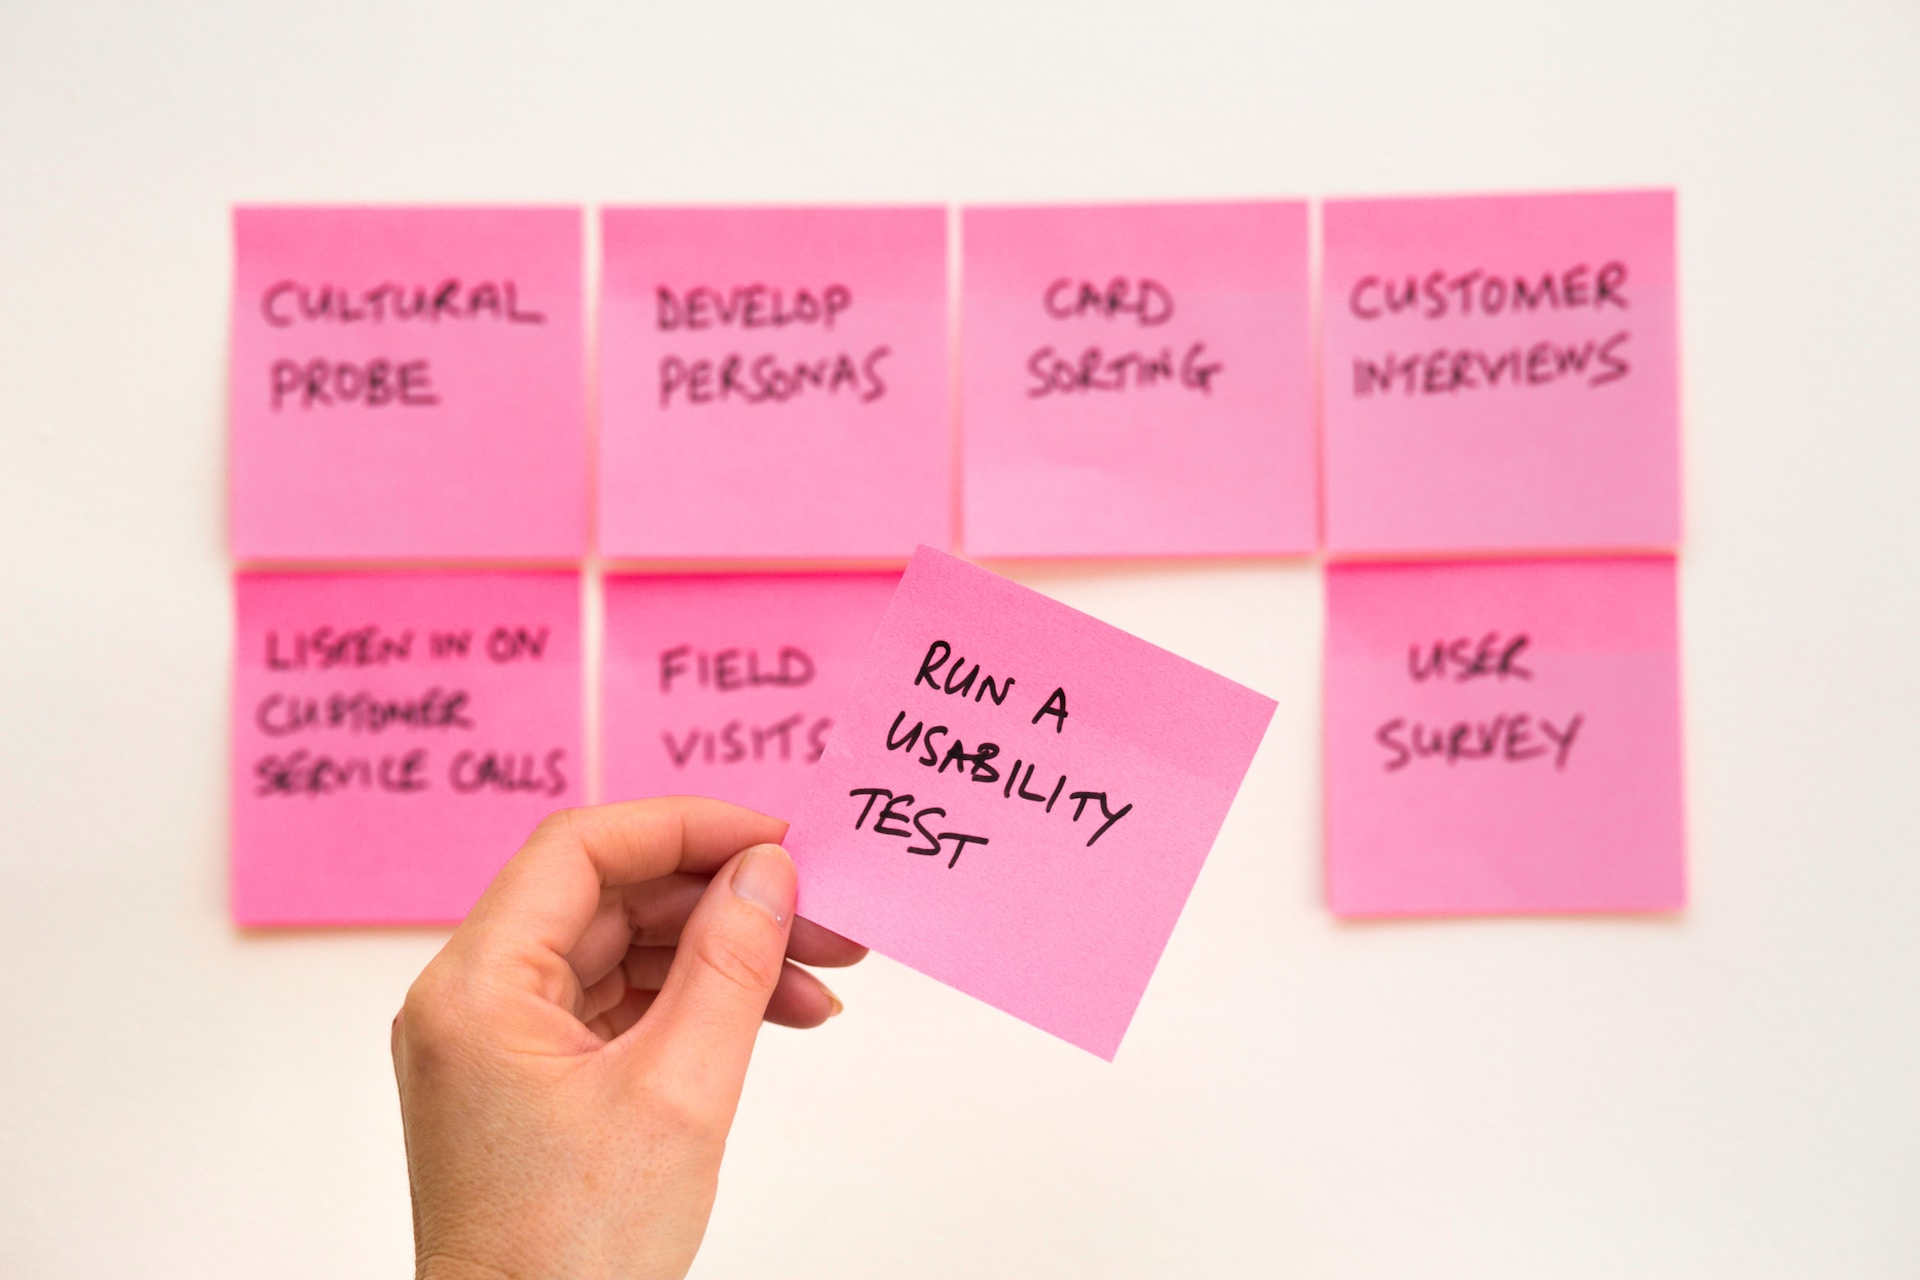 CULTURAL
PROBE
DEVELOP
PERSONAS
CARD
SORTING
CUSTOMER
INTERVIEWS
LISTEN IN ON
CUSTOMER
SERVICE CALLS
FIELD
VISITS
RUN A
USABILITY
TEST
USER
SURVEY